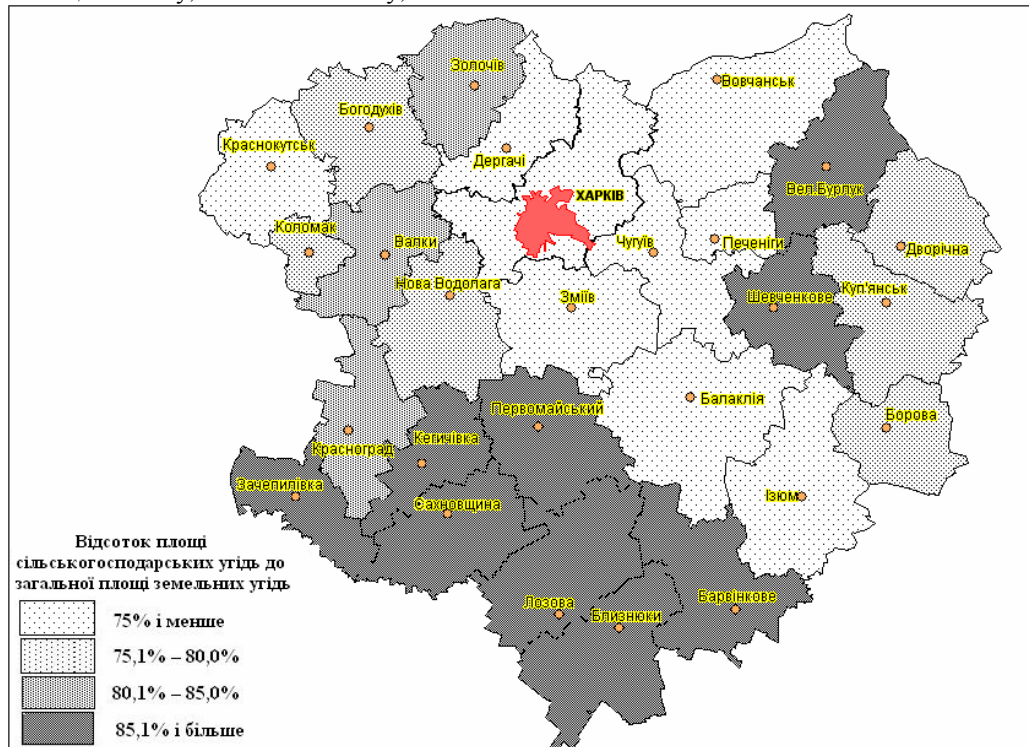 Золочів
Вовчанськ
Богодухів
Краснокутськ
Дергачі
Вел.Бурлук
ХАРКІВ
Коломак
Валки
Чугуїв
Печеніги
Дворічна
Нова Водолага
Зміїв
Шевченкове
Куп'янськ
Балаклія
Первомайський
Борова
Красноград
Кегичівка
Зачепилівка
Сахновщина
Ізюм
Лозова
Близнюки
Барвінкове
Відсоток площі
сільськогосподарських угідь до
загальної площі земельних угідь
75% і менше
75,1% – 80,0%
80,1% – 85,0%
85,1% і більше